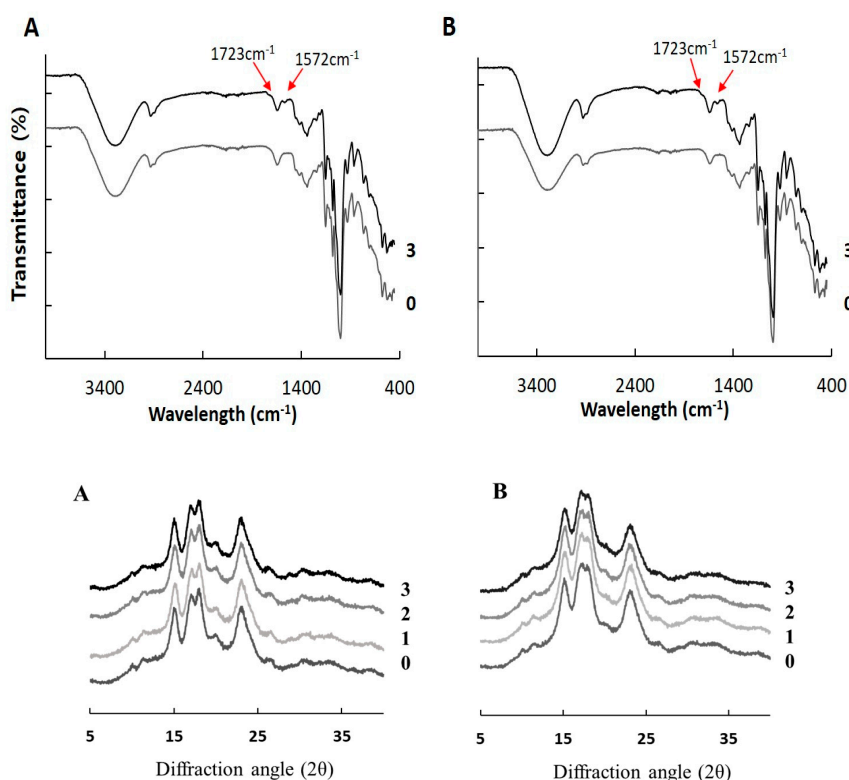 A
1723cm-1
1572cm-1
Transmittance (%)
3
0
3400 2400 1400 400
Wavelength (cm-1)
B
1723cm-1
1572cm-1
3
0
3400 2400 1400 400
Wavelength (cm-1)
A
3
2
1
0
5 15 25 35
Diffraction angle (2θ)
B
3
2
1
0
5 15 25 35
Diffraction angle (2θ)